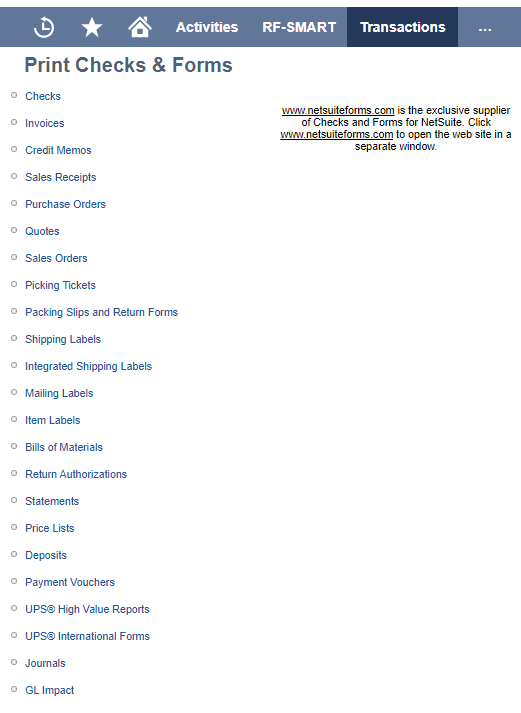 Activities RF-SMART Transactions ...
Print Checks & Forms
Checks
www.netsuiteforms.com is the exclusive supplier
of Checks and Forms for NetSuite. Click
www.netsuiteforms.com to open the web site in a
separate window.
Invoices
Credit Memos
Sales Receipts
Purchase Orders
Quotes
Sales Orders
Picking Tickets
Packing Slips and Return Forms
Shipping Labels
Integrated Shipping Labels
Mailing Labels
Item Labels
Bills of Materials
Return Authorizations
Statements
Price Lists
Deposits
Payment Vouchers
UPS® High Value Reports
UPS® International Forms
Journals
GL Impact